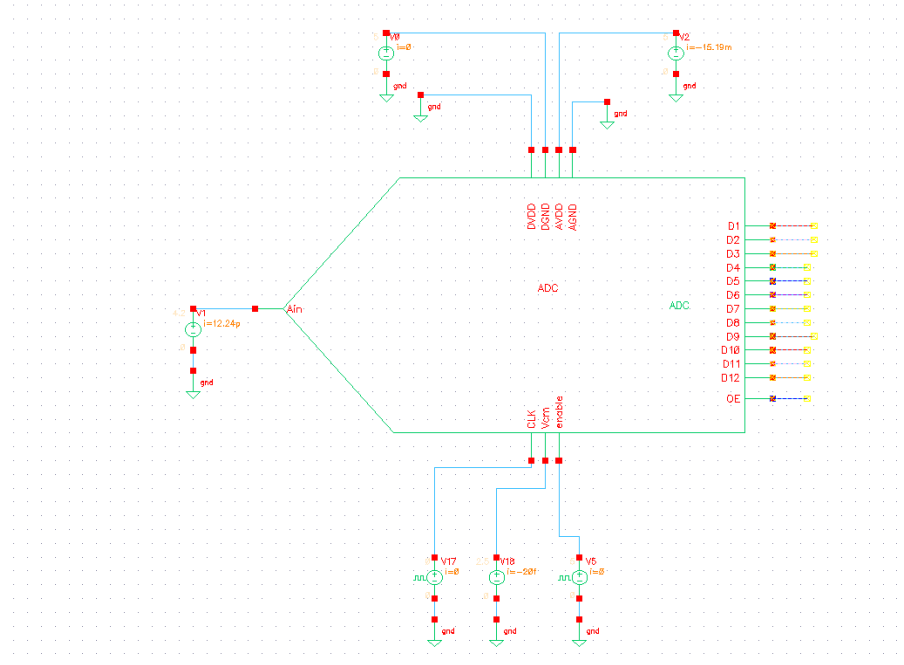 V0
i=0
gnd
V2
i=-15.19m
gnd
gnd
gnd
DVDD
DGND
AVDD
AGND
D1
D2
D3
D4
D5
D6
D7
D8
D9
D10
D11
D12
OE
ADC
ADC
Ain
V1
i=12.24p
gnd
CLK
Vcm
enable
V17
i=0
gnd
V18
i=-20f
gnd
V5
i=0
gnd